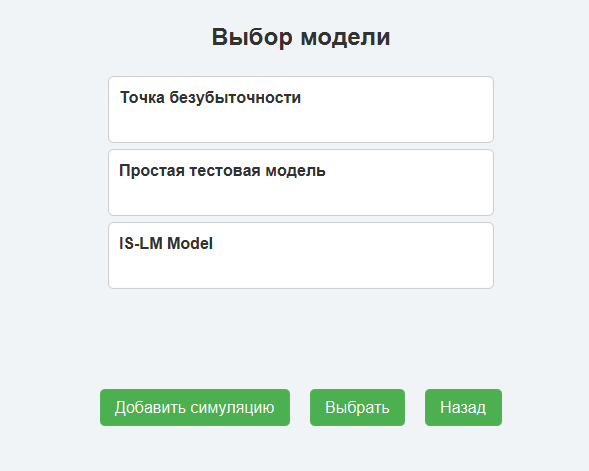 Выбор модели
Точка безубыточности
Простая тестовая модель
IS-LM Model
Добавить симуляцию Выбрать Назад